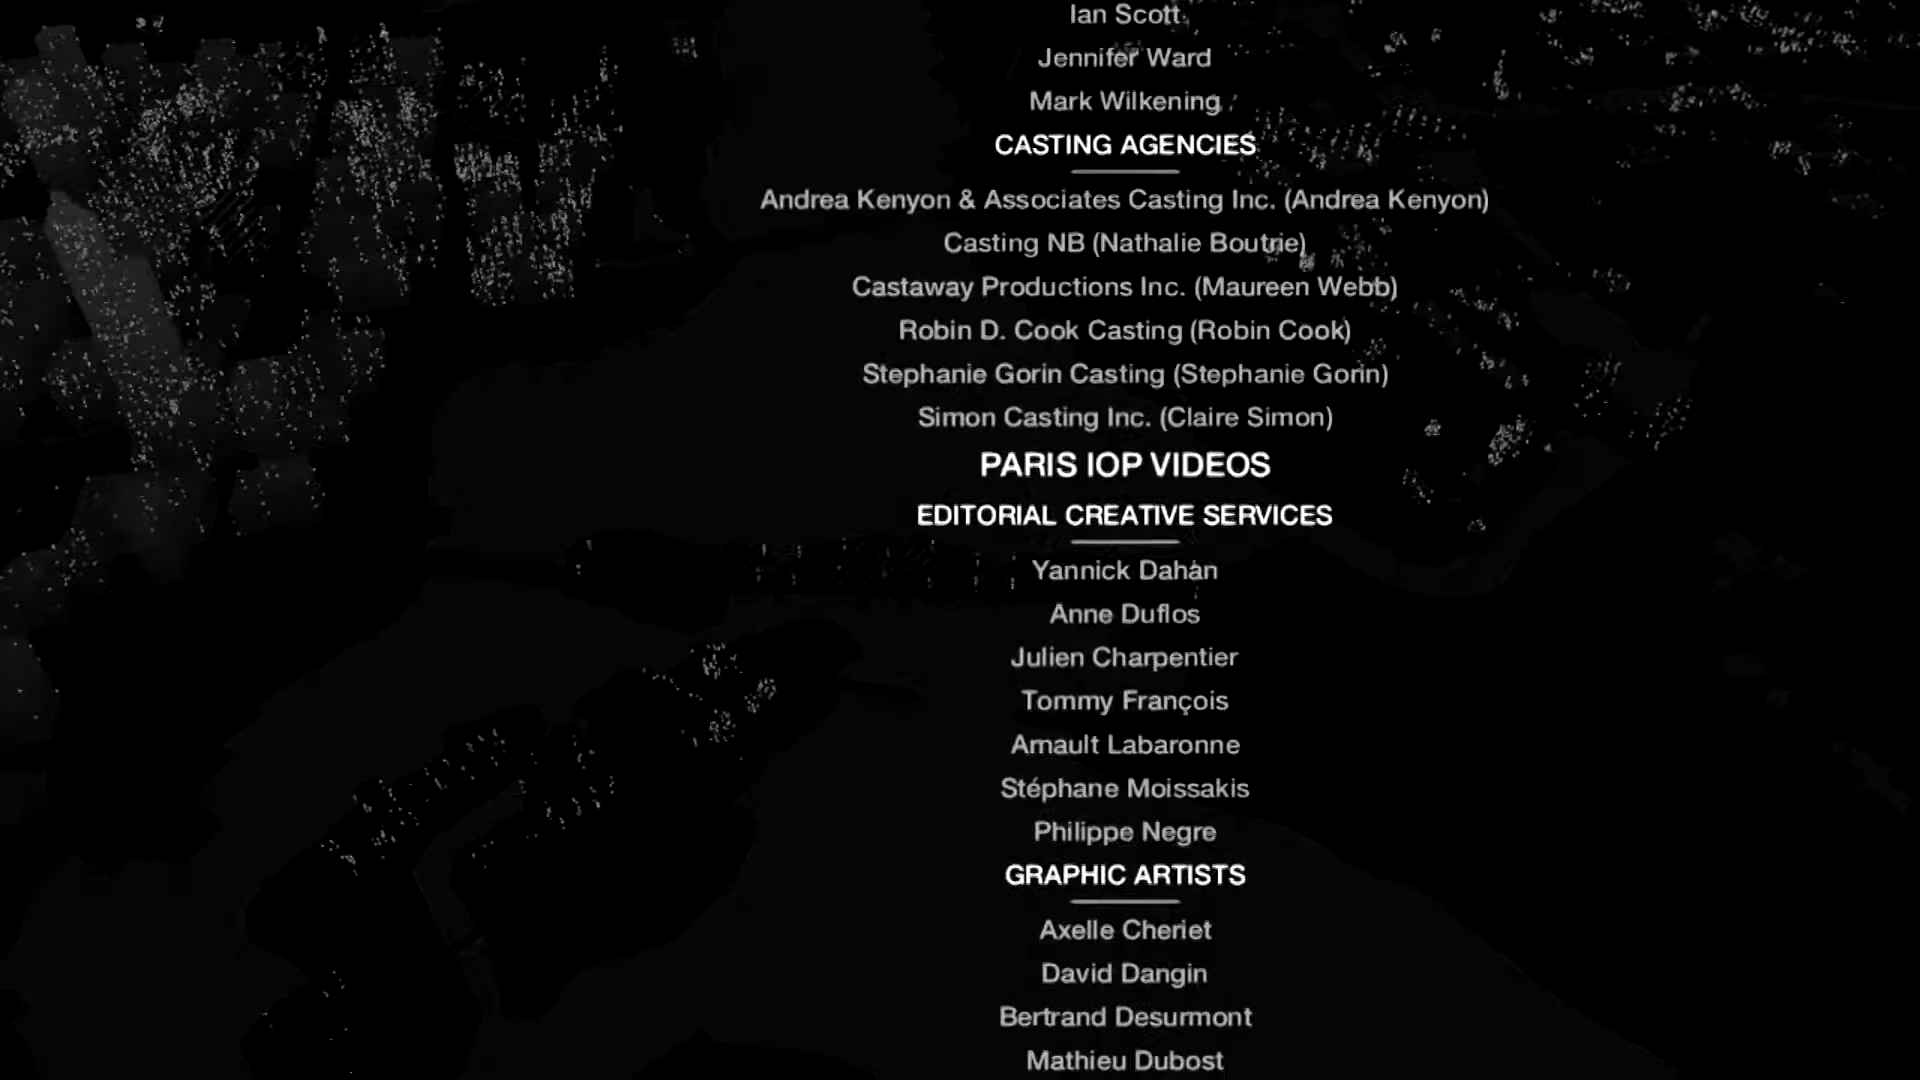 Ian Scott
Jennifer Ward
Mark Wilkening
CASTING AGENCIES
Andrea Kenyon & Associates Casting Inc. (Andrea Kenyon)
Casting NB (Nathalie Boutrie)
Castaway Productions Inc. (Maureen Webb)
Robin D. Cook Casting (Robin Cook)
Stephanie Gorin Casting (Stephanie Gorin)
Simon Casting Inc. (Claire Simon)
PARIS IOP VIDEOS
EDITORIAL CREATIVE SERVICES
Yannick Dahan
Anne Duflos
Julien Charpentier
Tommy François
Arnault Labaronne
Stéphane Moissakis
Philippe Negre
GRAPHIC ARTISTS
Axelle Cheriet
David Dangin
Bertrand Desurmont
Mathieu Dubost